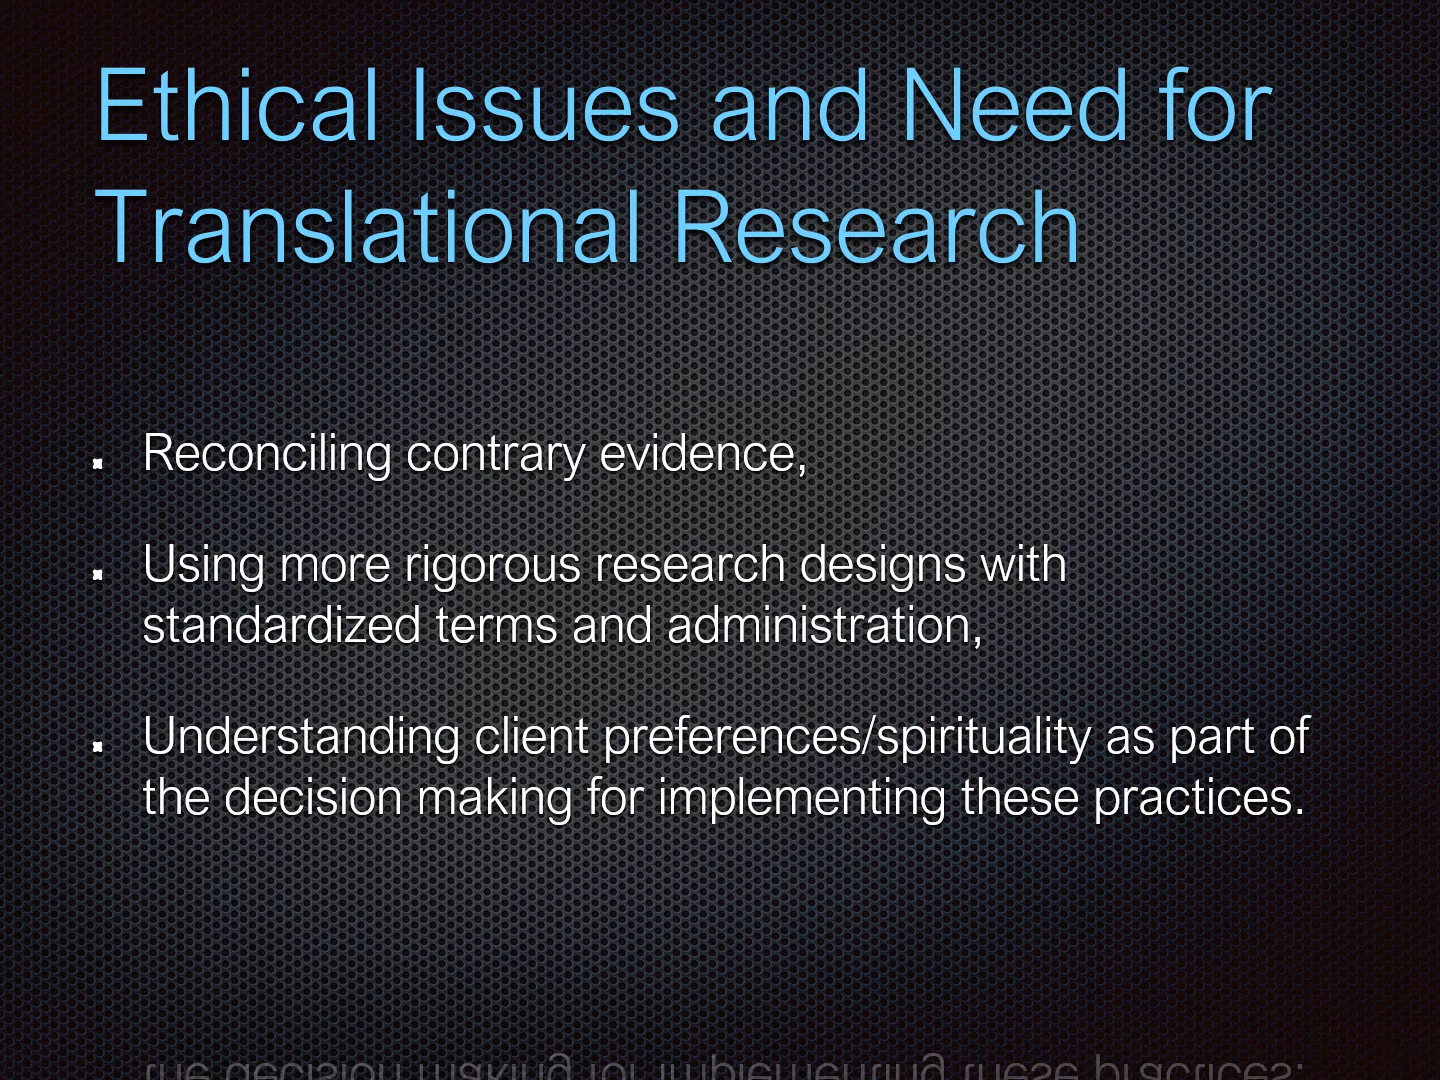 Ethical Issues and Need for
Translational Research
Reconciling contrary evidence,
Using more rigorous research designs with
standardized terms and administration,
Understanding client preferences/spirituality as part of
the decision making for implementing these practices.